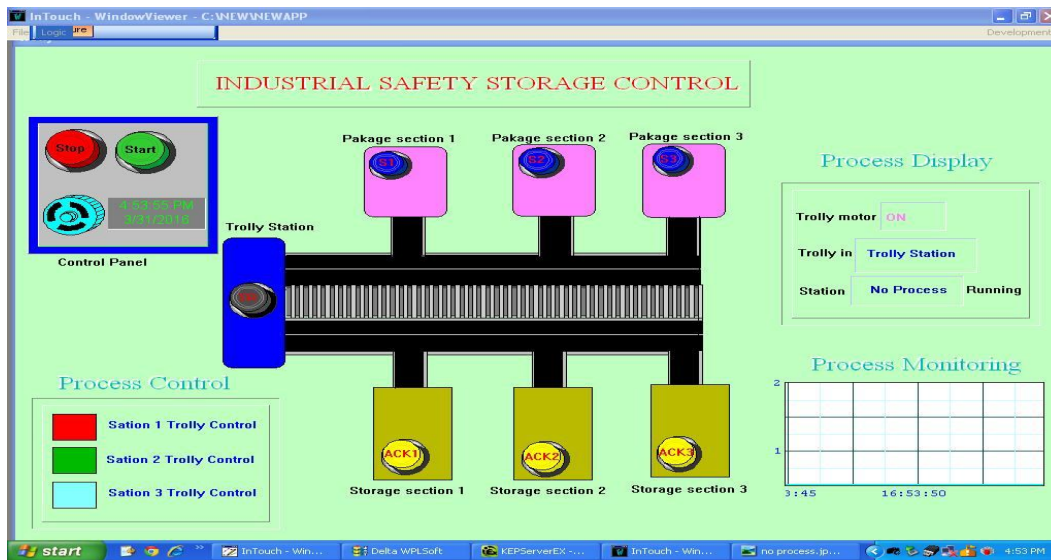 InTouch - WindowViewer - C:\NEW\NEWAPP
File Logic ure Development
INDUSTRIAL SAFETY STORAGE CONTROL
Stop Start
4:53:55 PM
3/31/2016
Control Panel
Pakage section 1 Pakage section 2 Pakage section 3
S1 S2 S3
Trolly Station
Process Display
Trolly motor ON
Trolly in Trolly Station
Station No Process Running
Process Control
Sation 1 Trolly Control
Sation 2 Trolly Control
Sation 3 Trolly Control
ACK1 ACK2 ACK3
Storage section 1 Storage section 2 Storage section 3
Process Monitoring
2
1
3:45 16:53:50
start InTouch - Win... Delta WPLSoft KEPServerEX -... InTouch - Win... no process.jp... 4:53 PM